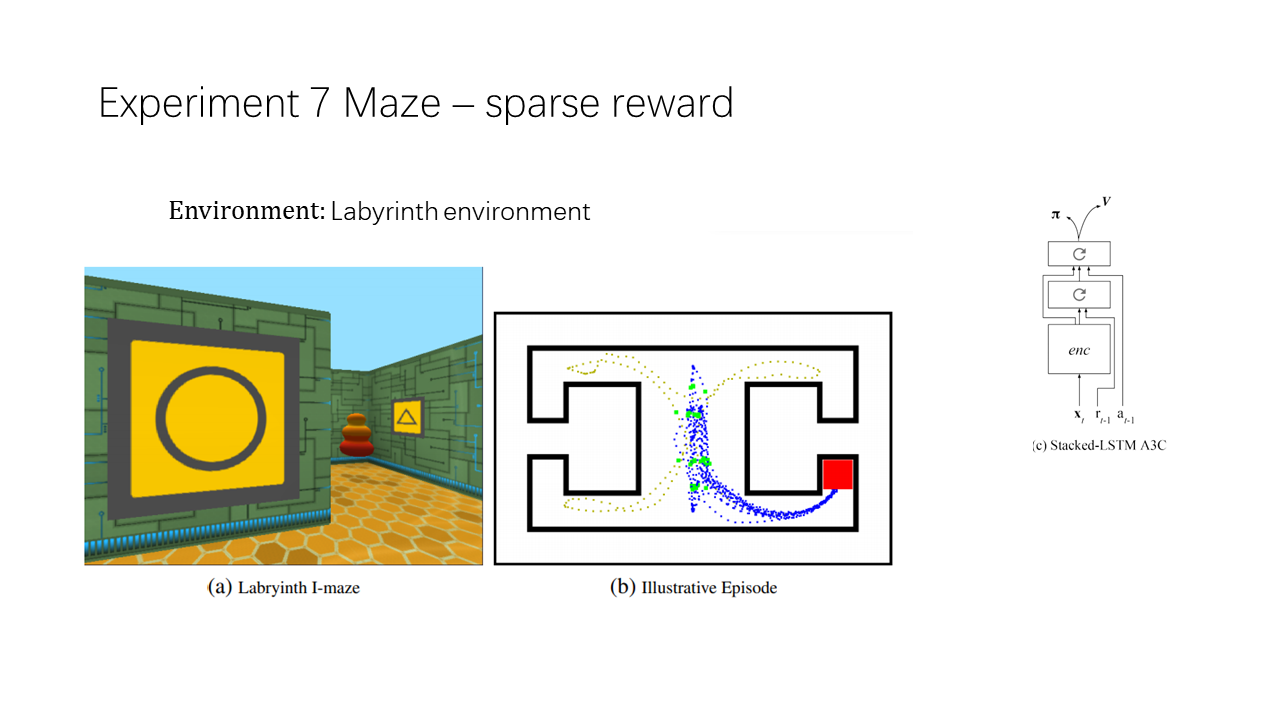 Experiment 7 Maze – sparse reward
Environment: Labyrinth environment
π V
enc
x_t r_{t-1} a_{t-1}
(c) Stacked-LSTM A3C
(a) Labryinth I-maze
(b) Illustrative Episode